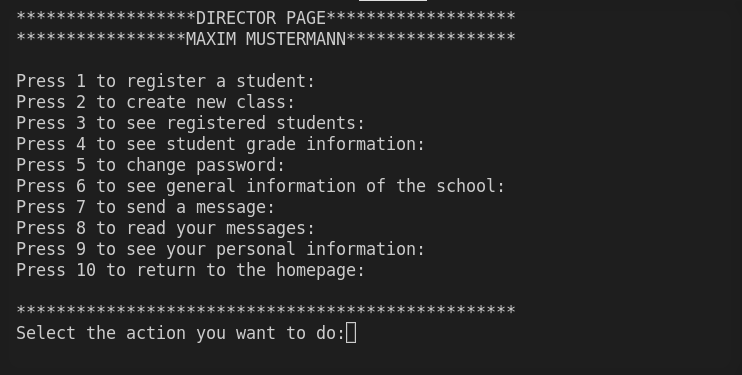 ******************DIRECTOR PAGE*******************
*****************MAXIM MUSTERMANN*****************
Press 1 to register a student:
Press 2 to create new class:
Press 3 to see registered students:
Press 4 to see student grade information:
Press 5 to change password:
Press 6 to see general information of the school:
Press 7 to send a message:
Press 8 to read your messages:
Press 9 to see your personal information:
Press 10 to return to the homepage:
**************************************************
Select the action you want to do: